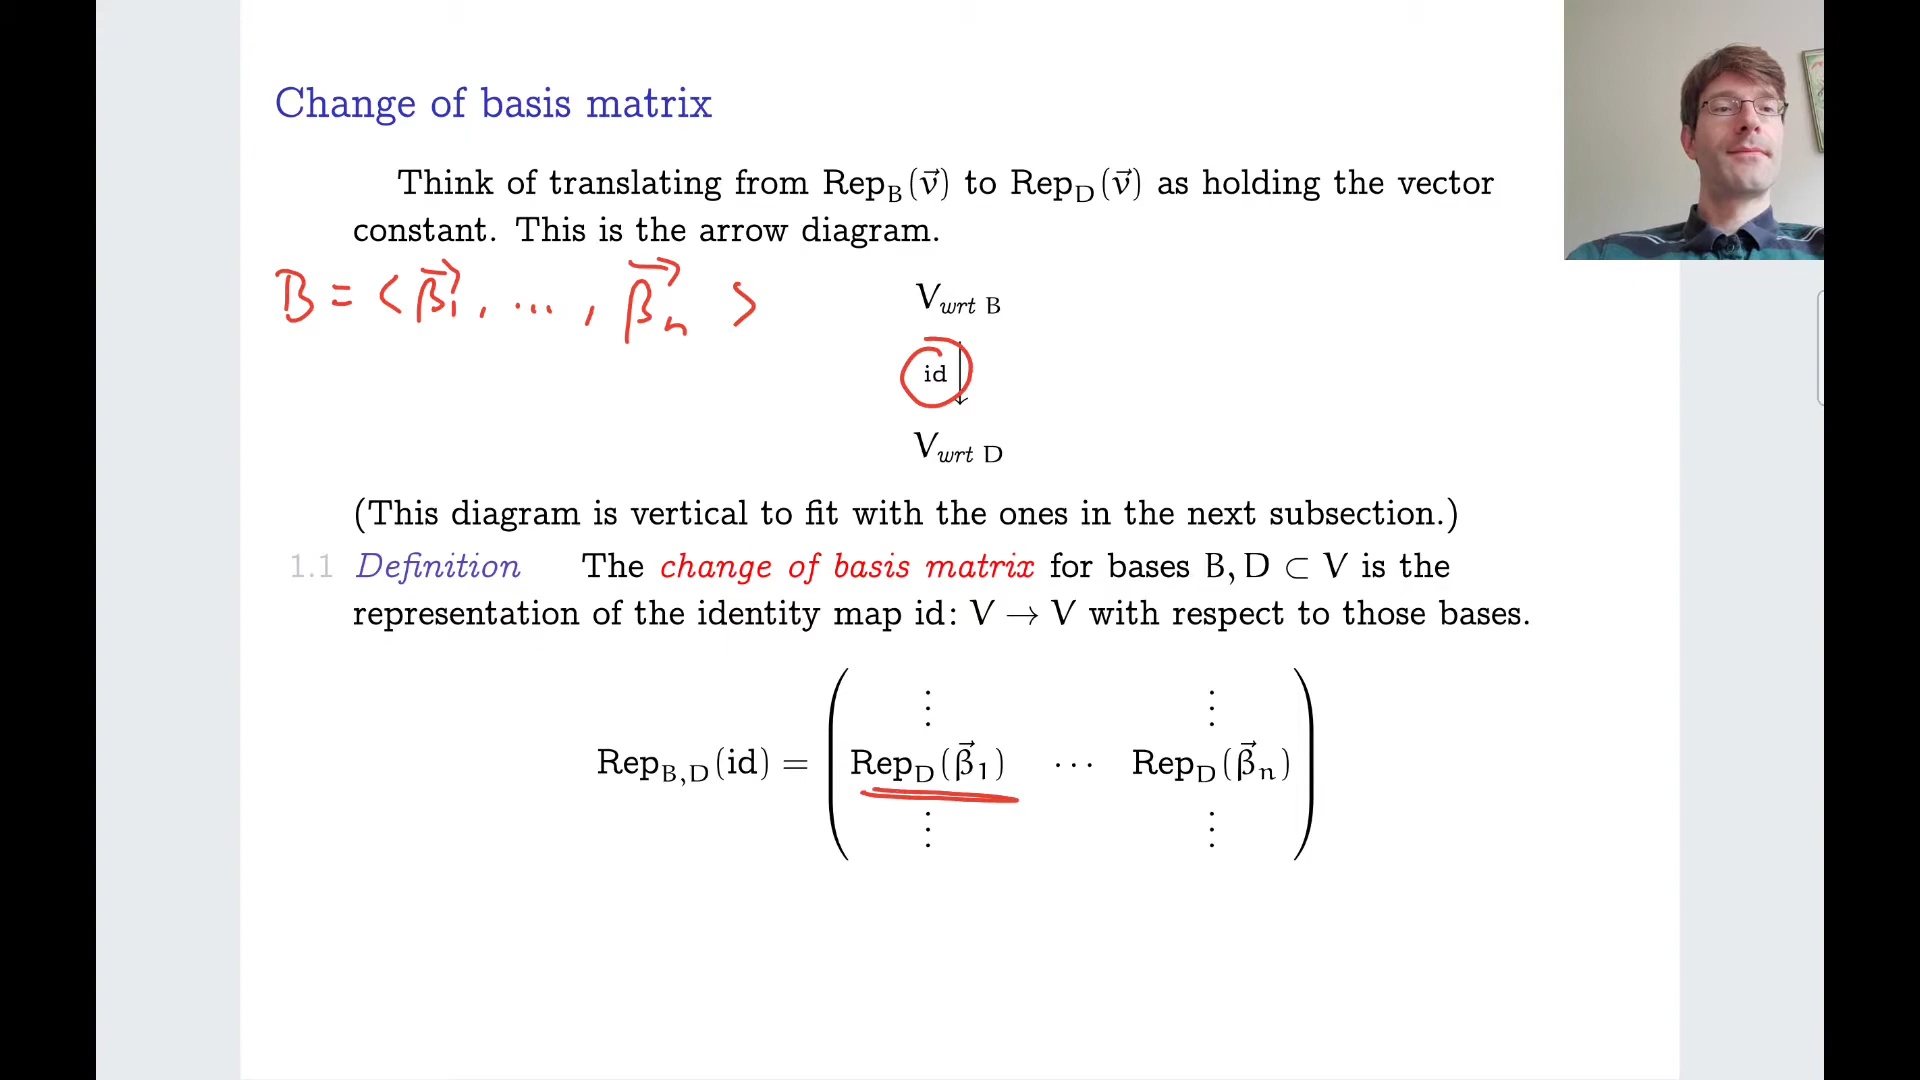 Change of basis matrix
Think of translating from Rep_B(v⃗) to Rep_D(v⃗) as holding the vector
constant. This is the arrow diagram.
B = < β⃗₁, ..., β⃗ₙ >
V_wrt B
id
V_wrt D
(This diagram is vertical to fit with the ones in the next subsection.)
1.1 Definition The change of basis matrix for bases B, D ⊂ V is the
representation of the identity map id: V → V with respect to those bases.
⋮ ⋮
Rep_B,D(id) = ( Rep_D(β⃗₁) ⋯ Rep_D(β⃗ₙ) )
⋮ ⋮